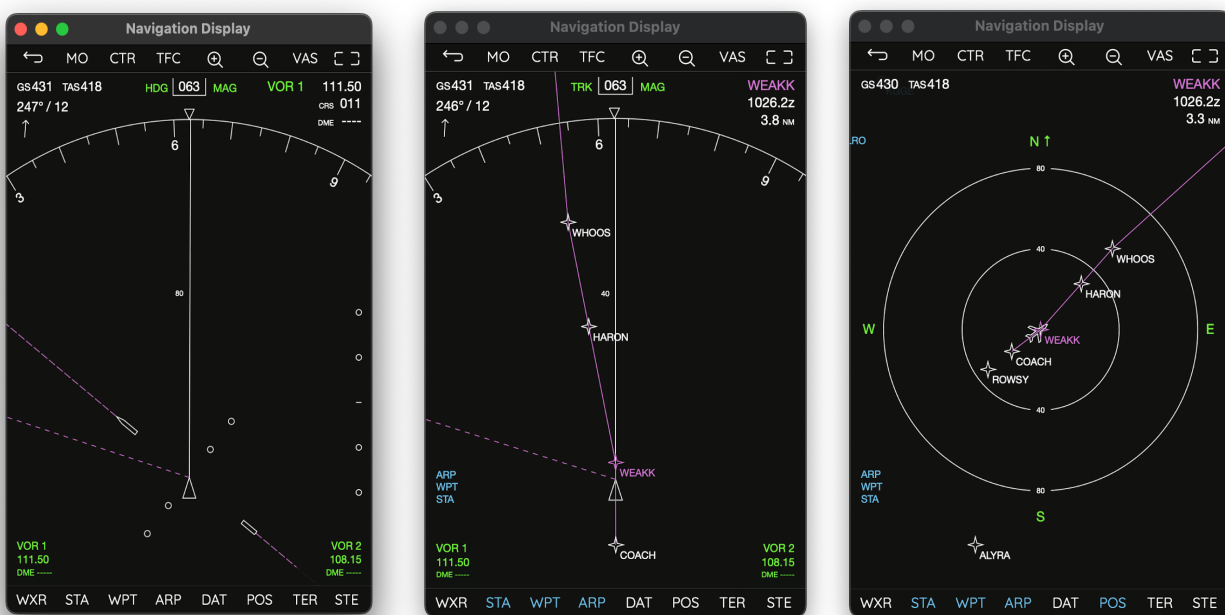 Navigation Display
MO CTR TFC VAS
GS431 TAS418 HDG 063 MAG VOR 1 111.50
247° / 12 CRS 011
DME ----
6
3 9
80
VOR 1 VOR 2
111.50 108.15
DME ----- DME -----
WXR STA WPT ARP DAT POS TER STE
Navigation Display
MO CTR TFC VAS
GS431 TAS418 TRK 063 MAG WEAKK
246° / 12 1026.2z
3.8 NM
6
3 9
WHOOS
40
HARON
WEAKK
ARP
WPT
STA
COACH
VOR 1 VOR 2
111.50 108.15
DME ----- DME -----
WXR STA WPT ARP DAT POS TER STE
Navigation Display
MO CTR TFC VAS
GS430 TAS418 WEAKK
1026.2z
3.3 NM
LRO
N ↑
80
40
WHOOS
HARON
W E
WEAKK
COACH
ROWSY
40
ARP
WPT
STA
80
S
ALYRA
WXR STA WPT ARP DAT POS TER STE